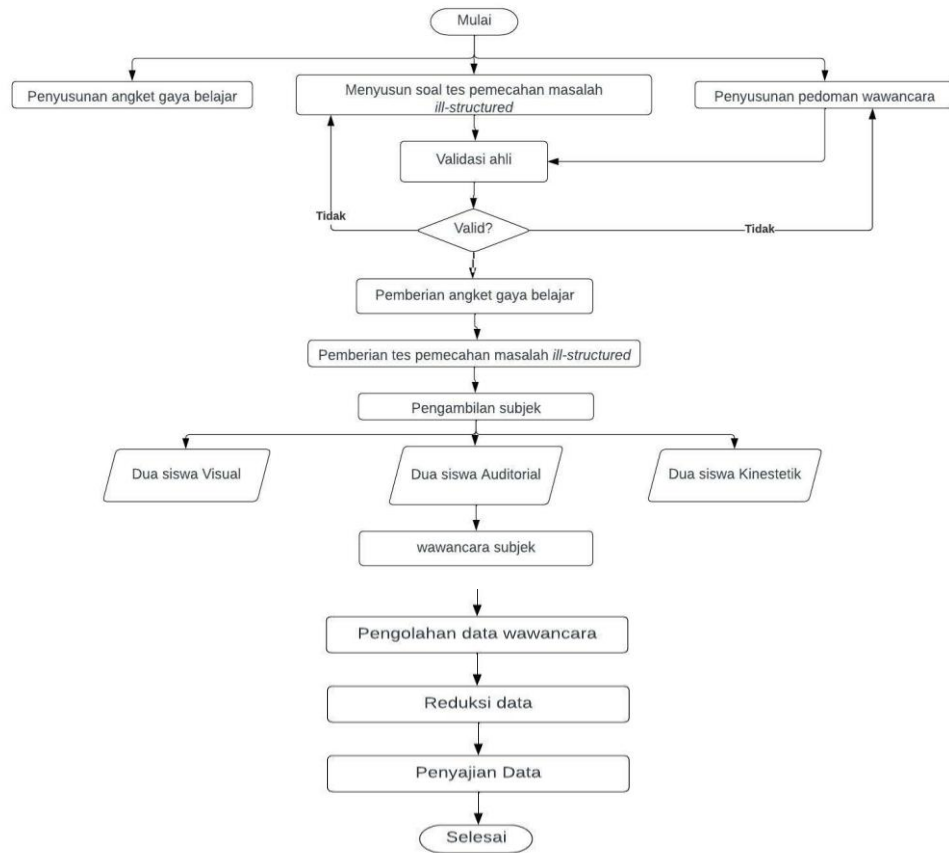 Mulai
Penyusunan angket gaya belajar
Menyusun soal tes pemecahan masalah
ill-structured
Penyusunan pedoman wawancara
Validasi ahli
Tidak
Valid?
Tidak
Pemberian angket gaya belajar
Pemberian tes pemecahan masalah ill-structured
Pengambilan subjek
Dua siswa Visual
Dua siswa Auditorial
Dua siswa Kinestetik
wawancara subjek
Pengolahan data wawancara
Reduksi data
Penyajian Data
Selesai